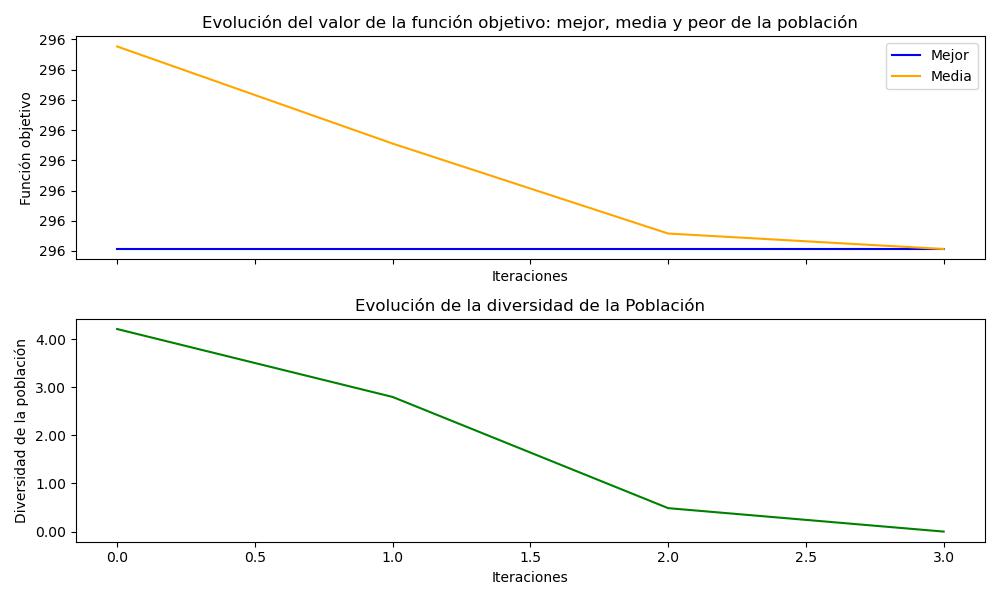 Evolución del valor de la función objetivo: mejor, media y peor de la población
296
296
296
296
296
296
296
296
Función objetivo
Mejor
Media
Iteraciones
Evolución de la diversidad de la Población
4.00
3.00
2.00
1.00
0.00
Diversidad de la población
0.0 0.5 1.0 1.5 2.0 2.5 3.0
Iteraciones